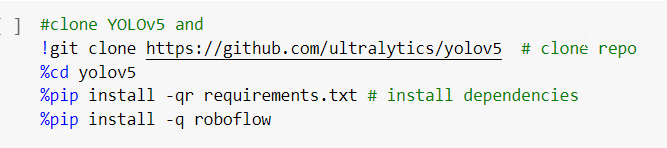 [ ] #clone YOLOv5 and
!git clone https://github.com/ultralytics/yolov5 # clone repo
%cd yolov5
%pip install -qr requirements.txt # install dependencies
%pip install -q roboflow